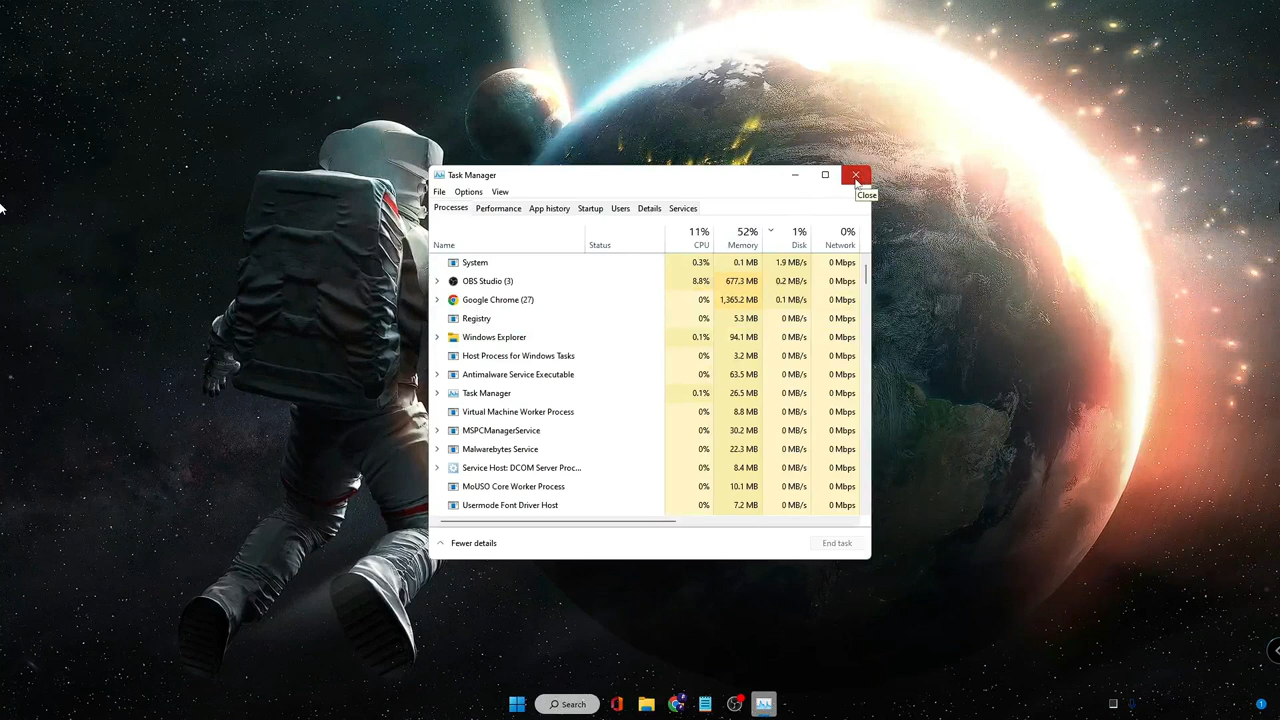 Task Manager
Close
File Options View
Processes Performance App history Startup Users Details Services
11% 52% 1% 0%
Name Status CPU Memory Disk Network
System 0.3% 0.1 MB 1.9 MB/s 0 Mbps
OBS Studio (3) 8.8% 677.3 MB 0.2 MB/s 0 Mbps
Google Chrome (27) 0% 1,365.2 MB 0.1 MB/s 0 Mbps
Registry 0% 5.3 MB 0 MB/s 0 Mbps
Windows Explorer 0.1% 94.1 MB 0 MB/s 0 Mbps
Host Process for Windows Tasks 0% 3.2 MB 0 MB/s 0 Mbps
Antimalware Service Executable 0% 63.5 MB 0 MB/s 0 Mbps
Task Manager 0.1% 26.5 MB 0 MB/s 0 Mbps
Virtual Machine Worker Process 0% 8.8 MB 0 MB/s 0 Mbps
MSPCManagerService 0% 30.2 MB 0 MB/s 0 Mbps
Malwarebytes Service 0% 22.3 MB 0 MB/s 0 Mbps
Service Host: DCOM Server Proc... 0% 8.4 MB 0 MB/s 0 Mbps
MoUSO Core Worker Process 0% 10.1 MB 0 MB/s 0 Mbps
Usermode Font Driver Host 0% 7.2 MB 0 MB/s 0 Mbps
Fewer details End task
Search 1